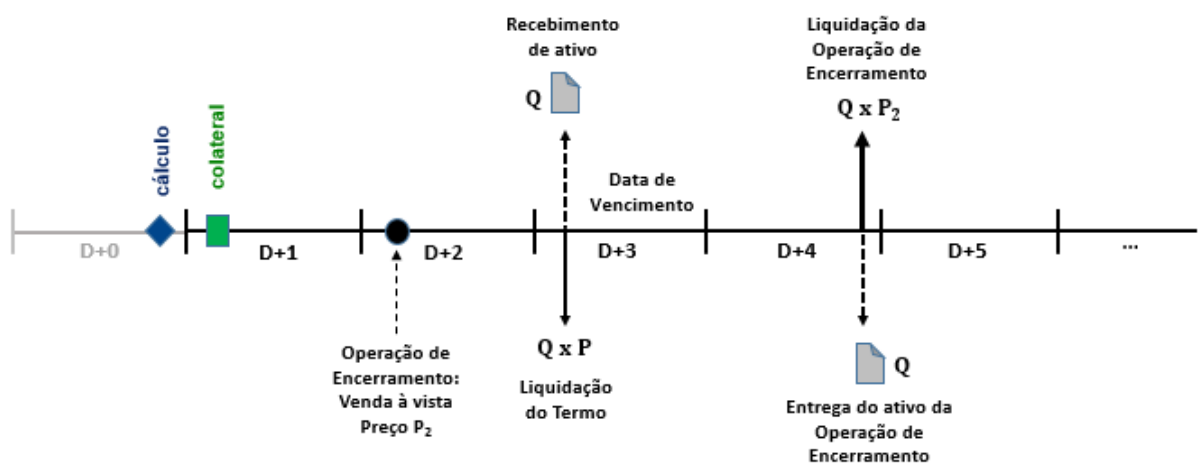 Recebimento
de ativo
Q
Liquidação da
Operação de
Encerramento
Q x P₂
cálculo
colateral
Data de
Vencimento
D+0
D+1
D+2
D+3
D+4
D+5
...
Operação de
Encerramento:
Venda à vista
Preço P₂
Q x P
Liquidação
do Termo
Q
Entrega do ativo da
Operação de
Encerramento